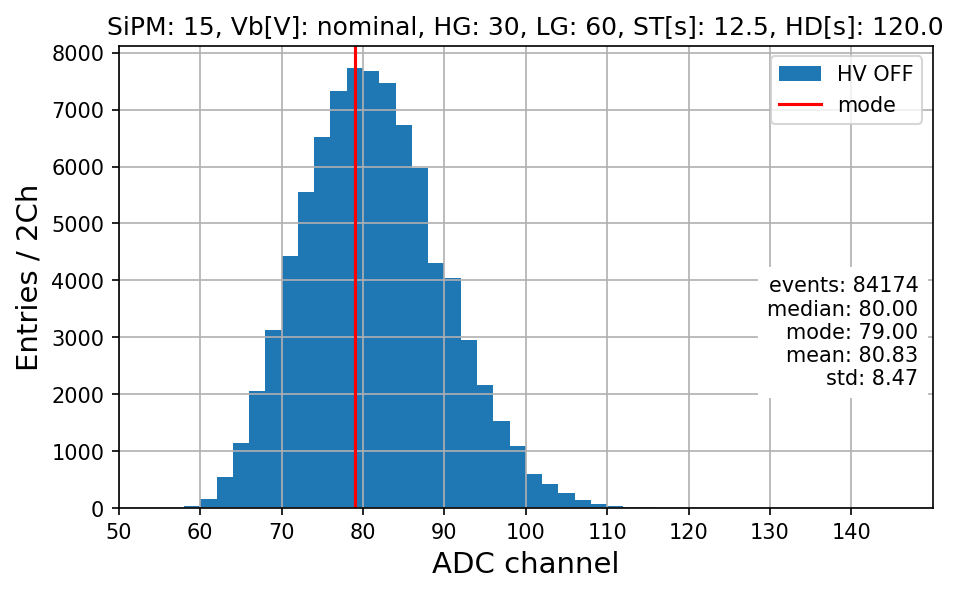 SiPM: 15, Vb[V]: nominal, HG: 30, LG: 60, ST[s]: 12.5, HD[s]: 120.0
8000
7000
6000
5000
4000
3000
2000
1000
0
Entries / 2Ch
HV OFF
mode
events: 84174
median: 80.00
mode: 79.00
mean: 80.83
std: 8.47
50 60 70 80 90 100 110 120 130 140
ADC channel